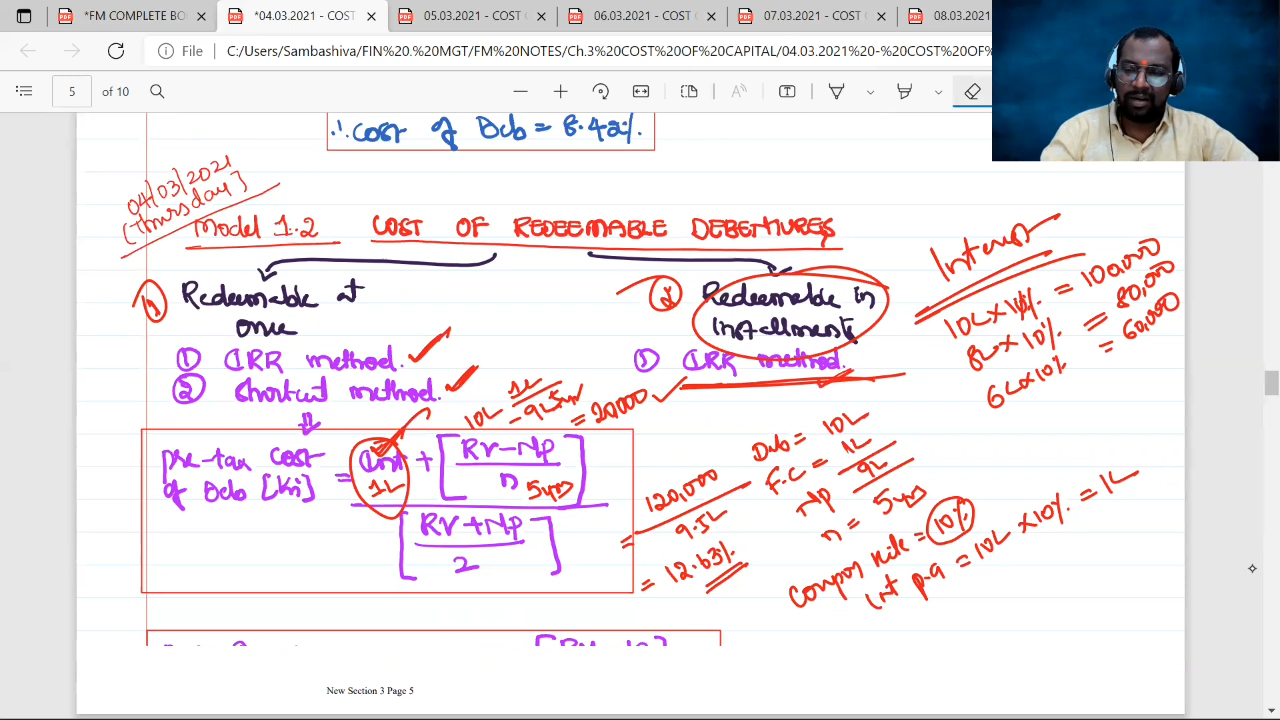 *FM COMPLETE BO
*04.03.2021 - COST
05.03.2021 - COST O
06.03.2021 - COST O
07.03.2021 - COST O
08.03.2021
File
C:/Users/Sambashiva/FIN%20.%20MGT/FM%20NOTES/Ch.3%20COST%20OF%20CAPITAL/04.03.2021%20-%20COST%20OF%
5 of 10
∴ Cost of Deb = 8.42%.
04/03/2021
[Thursday]
Model 1.2 COST OF REDEEMABLE DEBENTURES
1) Redeemable at
once
① IRR method.
② Shortcut method.
2) Redeemable in
installments
① IRR method.
Interest
10L × 10% = 100,000
8L × 10% = 80,000
6L × 10% = 60,000
10L - 9L = 1L
5yrs
= 20,000
pre-tax cost
of Deb [Ki] = Int + [RV - Np / n] / [RV + Np / 2]
1L
5yrs
= 120,000 / 9.5L
= 12.63%
Deb = 10L
F.C = 1L
Np 9L
n = 5yrs
Coupon rate = 10%
Int p.a = 10L × 10% = 1L
New Section 3 Page 5